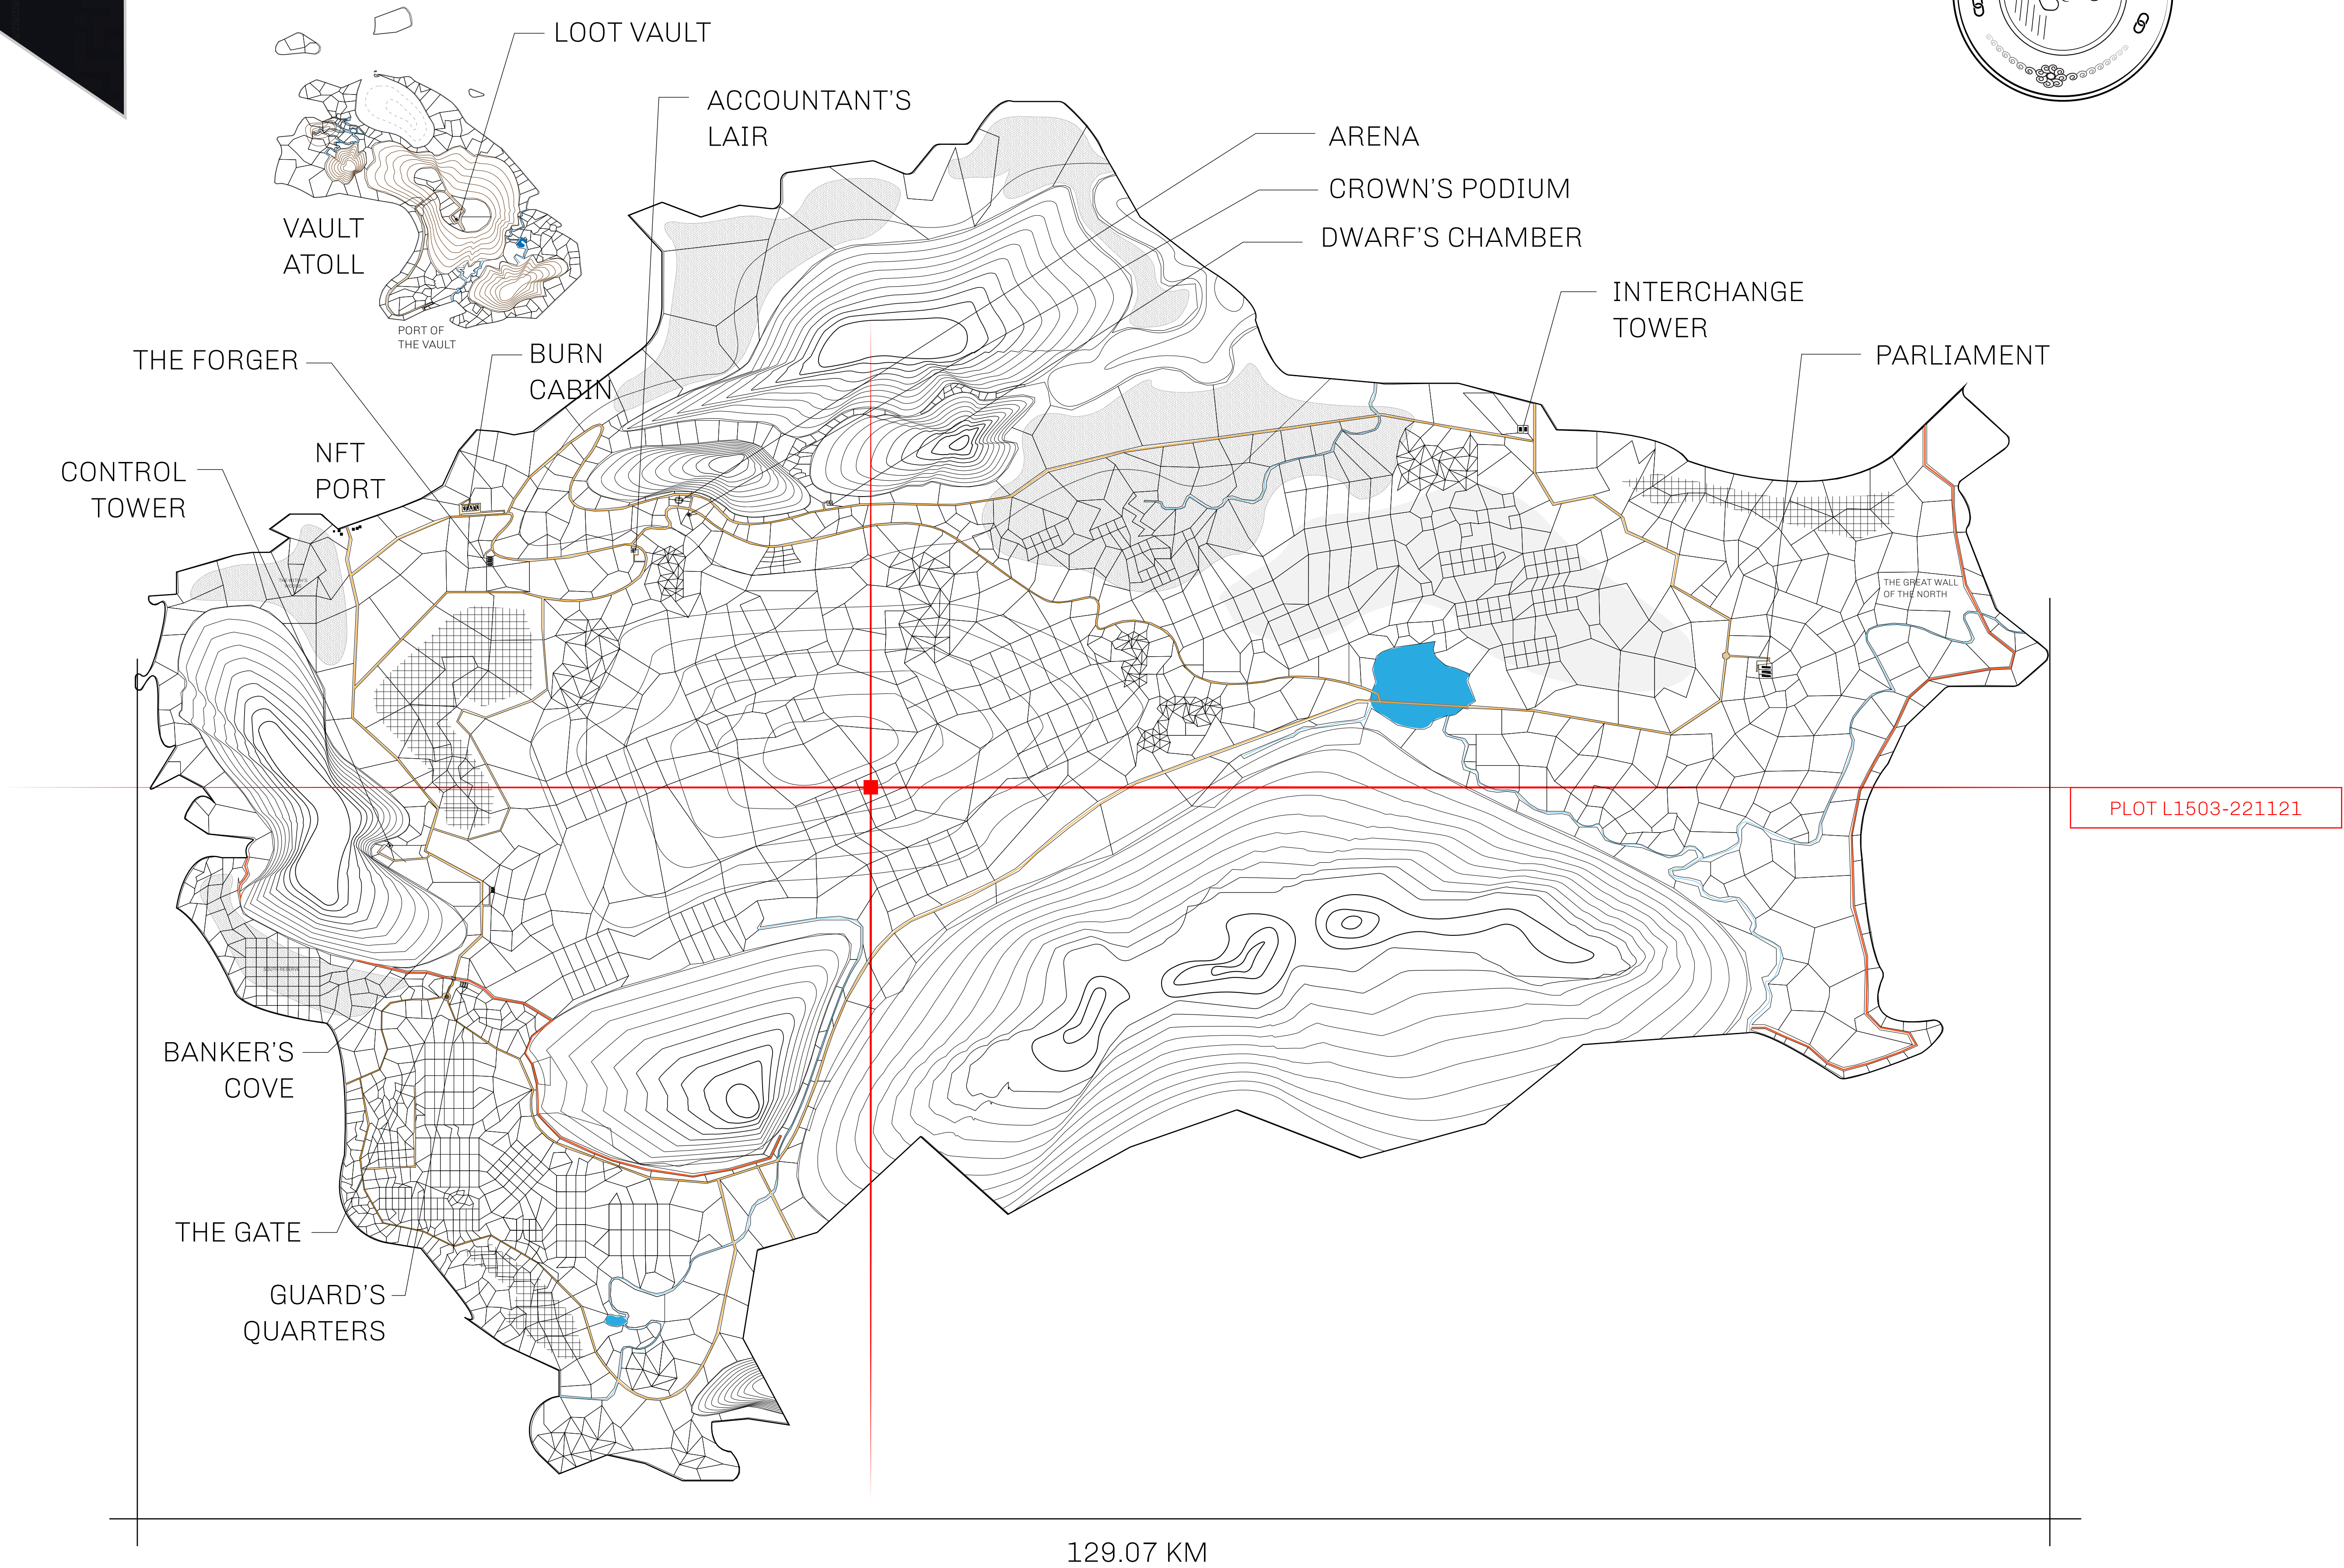 LOOT VAULT
ACCOUNTANT'S
LAIR
ARENA
CROWN'S PODIUM
DWARF'S CHAMBER
VAULT
ATOLL
INTERCHANGE
TOWER
PORT OF
THE VAULT
THE FORGER
BURN
CABIN
PARLIAMENT
NFT
PORT
CONTROL
TOWER
THE GREAT WALL
OF THE NORTH
PLOT L1503-221121
SOUTH RESERVE
BANKER'S
COVE
THE GATE
GUARD'S
QUARTERS
129.07 KM